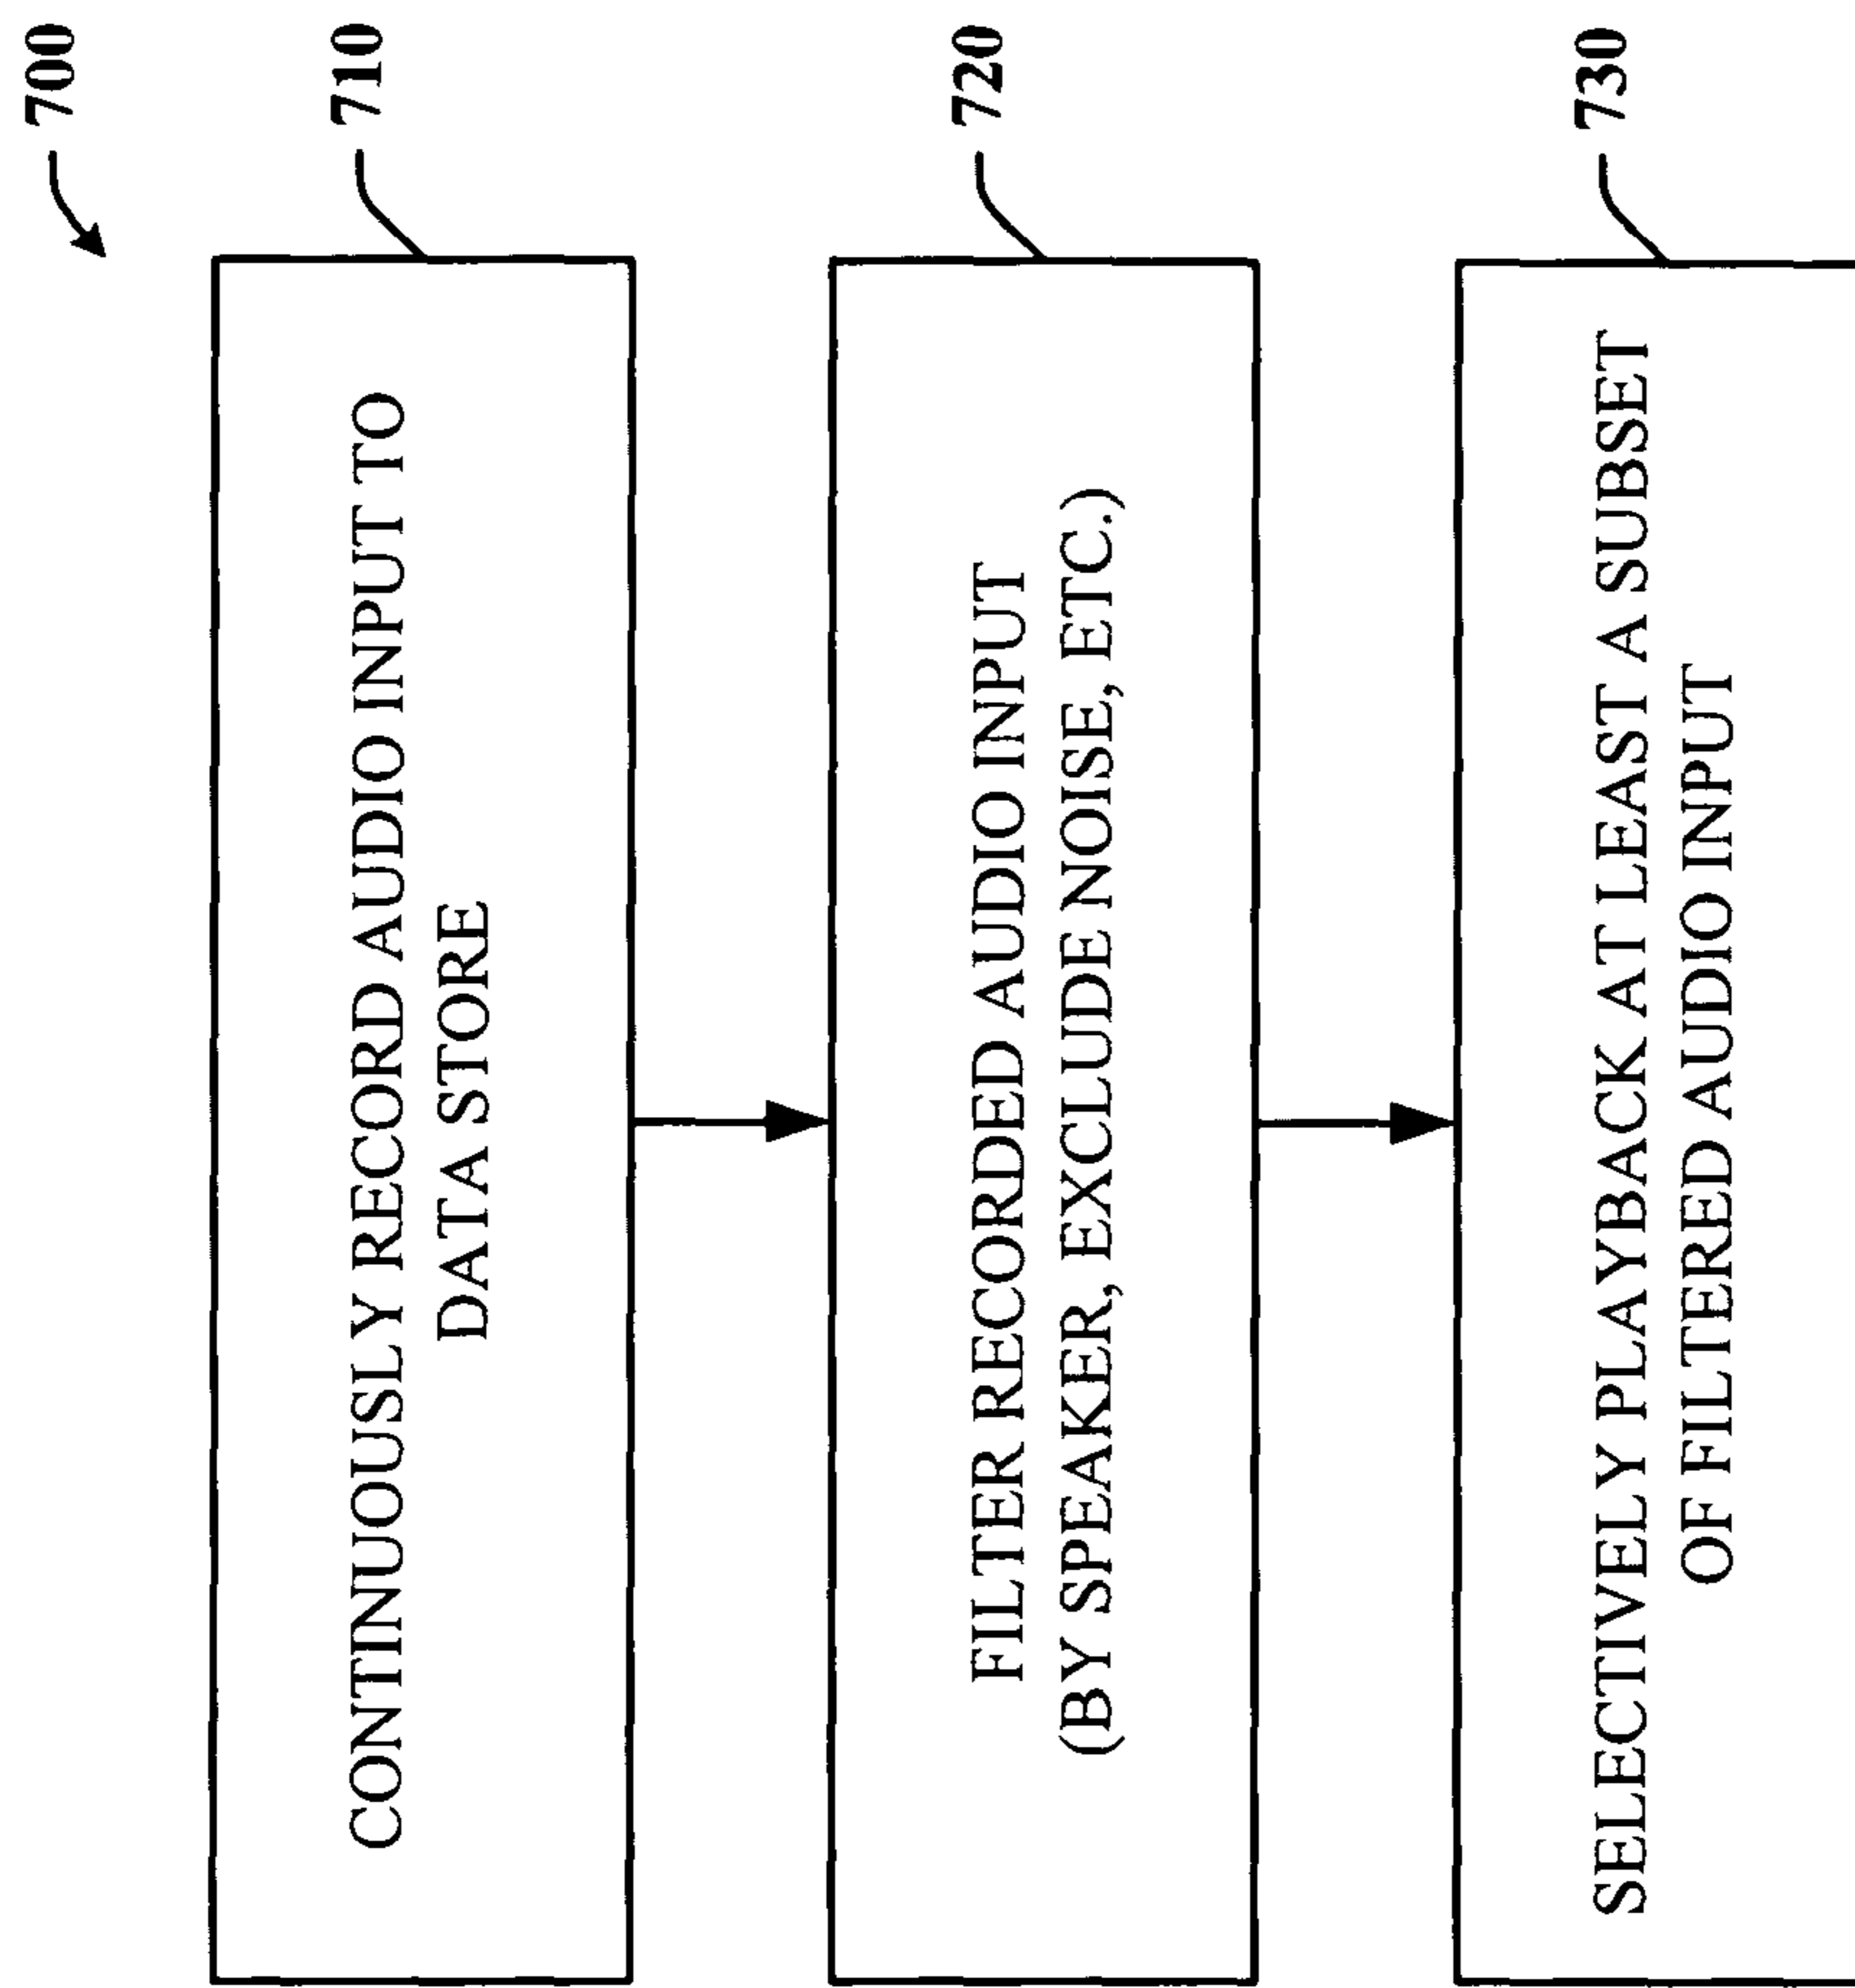 700
710
CONTINUOUSLY RECORD AUDIO INPUT TO
DATA STORE
720
FILTER RECORDED AUDIO INPUT
(BY SPEAKER, EXCLUDE NOISE, ETC.)
730
SELECTIVELY PLAYBACK AT LEAST A SUBSET
OF FILTERED AUDIO INPUT